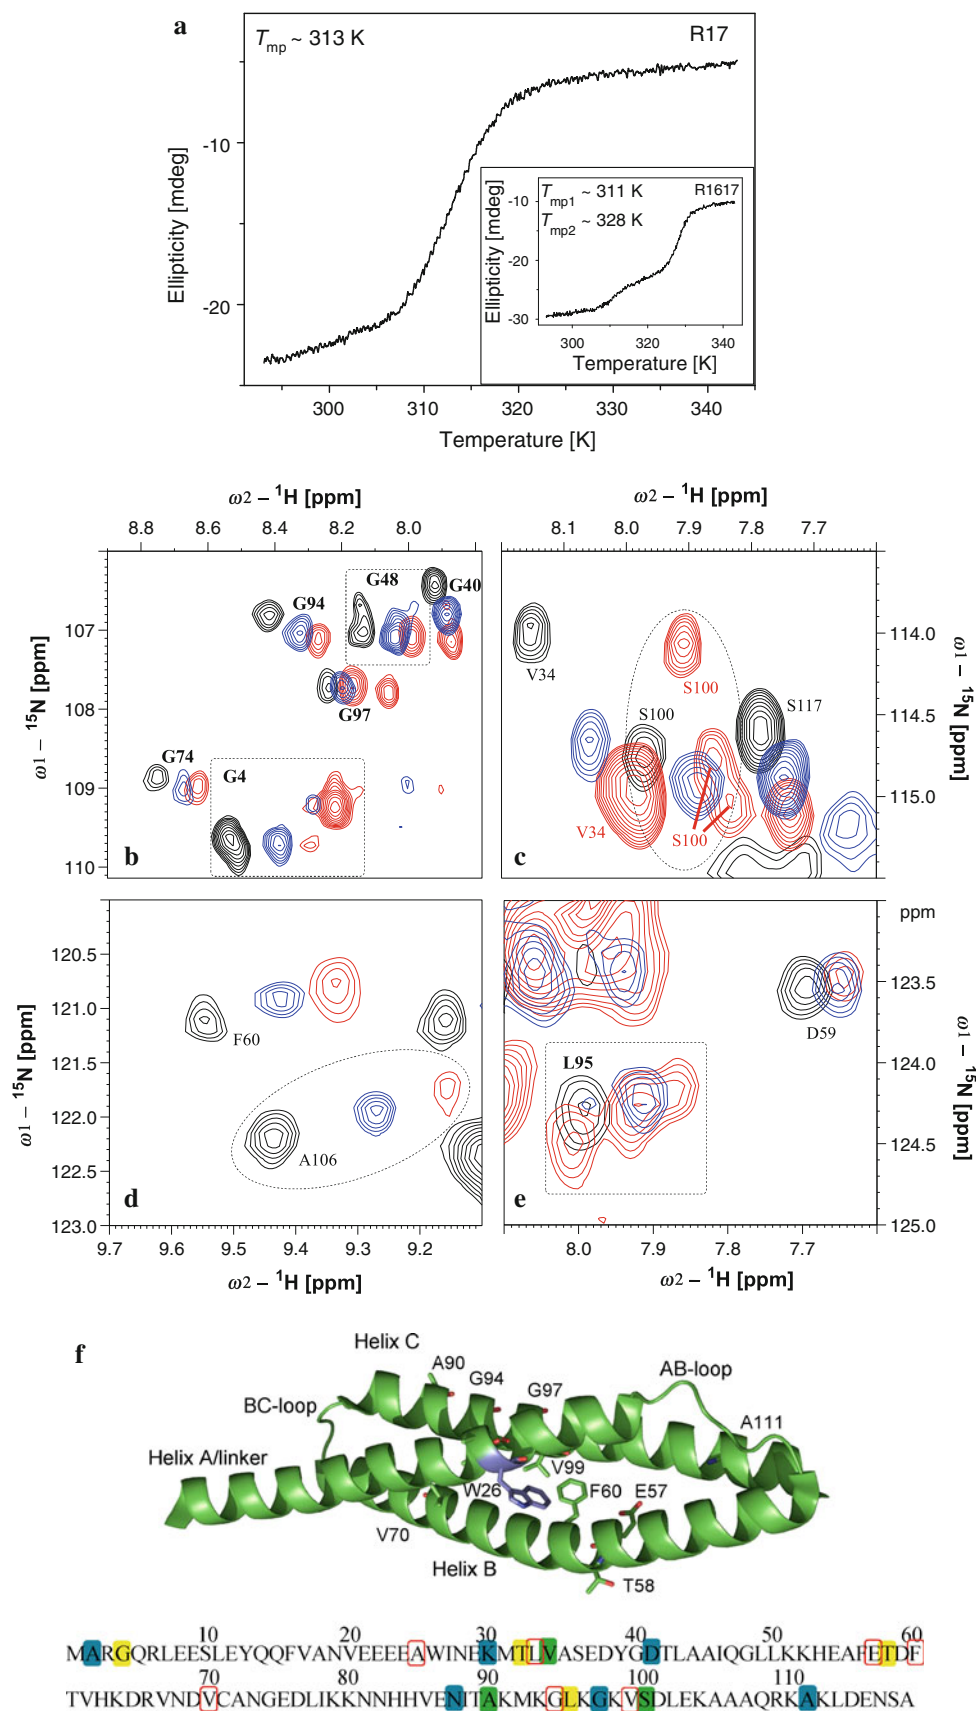 a
T_mp ~ 313 K
R17
Ellipticity [mdeg]
-10
-20
300 310 320 330 340
Temperature [K]
T_mp1 ~ 311 K
T_mp2 ~ 328 K
R1617
Ellipticity [mdeg]
-10
-20
-30
300 320 340
Temperature [K]
ω2 – ¹H [ppm]
8.8 8.6 8.4 8.2 8.0
ω1 – ¹⁵N [ppm]
107
108
109
110
G48
G40
G94
G97
G74
G4
b
ω2 – ¹H [ppm]
8.1 8.0 7.9 7.8 7.7
114.0
114.5
115.0
ω1 – ¹⁵N [ppm]
V34
S100
S100
S117
V34
S100
c
ω1 – ¹⁵N [ppm]
120.5
121.0
121.5
122.0
122.5
123.0
F60
A106
d
9.7 9.6 9.5 9.4 9.3 9.2
ω2 – ¹H [ppm]
ppm
123.5
124.0
124.5
125.0
ω1 – ¹⁵N [ppm]
D59
L95
e
8.0 7.9 7.8 7.7
ω2 – ¹H [ppm]
f
Helix C
A90
G94
G97
AB-loop
BC-loop
A111
Helix A/linker
V99
W26
F60
E57
V70
Helix B
T58
10 20 30 40 50 60
MARGQRLEESLEYQQFVANVEEEEAWINEKMTLVASEDYGDTLAAIQGLLKKHEAFETDF
70 80 90 100 110
TVHKDRVNDVCANGEDLIKKNNHHVENITAKMKGLKGKVSDLEKAAAQRKAKLDENSA